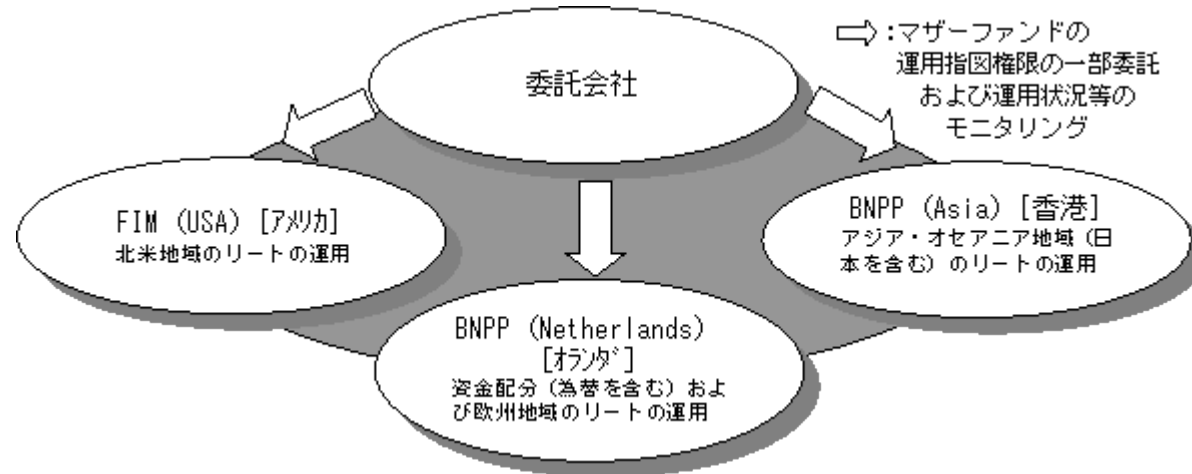 委託会社
⇨:マザーファンドの
運用指図権限の一部委託
および運用状況等の
モニタリング
FIM (USA) [ｱﾒﾘｶ]
北米地域のリートの運用
BNPP (Asia) [香港]
アジア・オセアニア地域（日
本を含む）のリートの運用
BNPP (Netherlands)
[ｵﾗﾝﾀﾞ]
資金配分（為替を含む）およ
び欧州地域のリートの運用